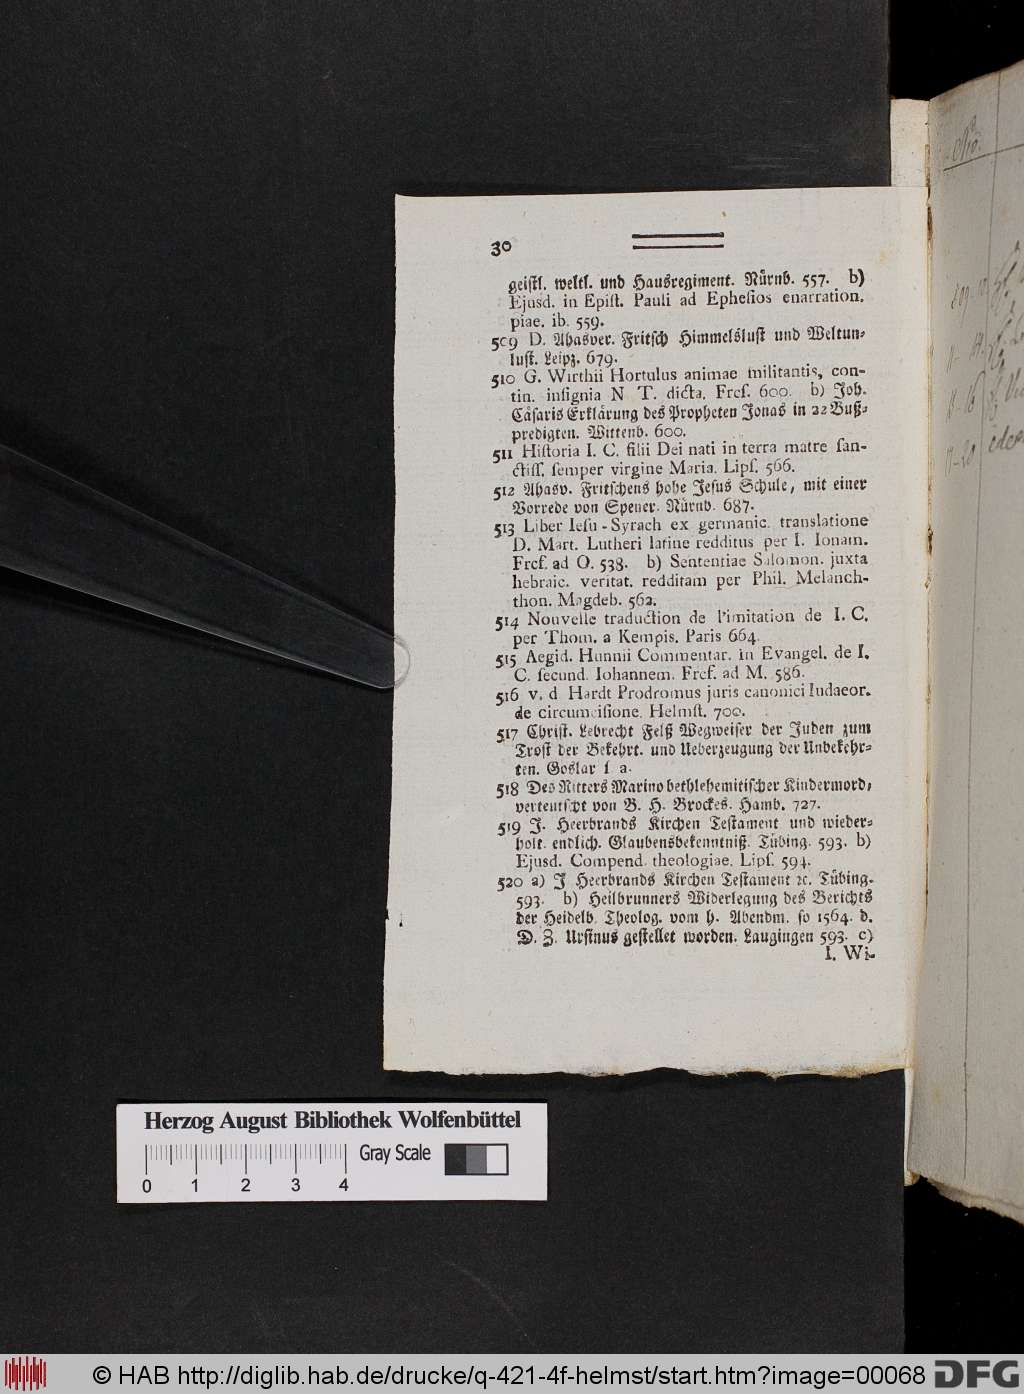 30
geistl. weltl. und Hausregiment. Nürnb. 557. b)
Ejusd. in Epist. Pauli ad Ephesios enarration.
piae. ib. 559.
509 D. Ahasver. Fritsch Himmelslust und Weltun-
lust. Leipz. 679.
510 G. Wirthii Hortulus animae militantis, con-
tin. insignia N T. dicta. Frcf. 600. b) Joh.
Cäsaris Erklärung des Propheten Jonas in 22 Buß-
predigten. Wittenb. 600.
511 Historia I. C. filii Dei nati in terra matre san-
ctiss. semper virgine Maria. Lips. 566.
512 Ahasv. Fritschens hohe Jesus Schule, mit einer
Vorrede von Spener. Nürnb. 687.
513 Liber Iesu-Syrach ex germanic. translatione
D. Mart. Lutheri latine redditus per I. Ionam.
Frcf. ad O. 538. b) Sententiae Salomon. juxta
hebraic. veritat. redditam per Phil. Melanch-
thon. Magdeb. 562.
514 Nouvelle traduction de l'imitation de I. C.
per Thom. a Kempis. Paris 664.
515 Aegid. Hunnii Commentar. in Evangel. de I.
C. secund. Iohannem. Frcf. ad M. 586.
516 v. d Hardt Prodromus juris canonici Iudaeor.
de circumcisione. Helmst. 700.
517 Christ. Lebrecht Felß Wegweiser der Juden zum
Trost der Bekehrt. und Ueberzeugung der Unbekehr-
ten. Goslar s a.
518 Des Ritters Marino bethlehemitischer Kindermord,
verteutscht von B. H. Brockes. Hamb. 727.
519 J. Heerbrands Kirchen Testament und wieder-
holt. endlich. Glaubensbekenntniß. Tübing. 593. b)
Ejusd. Compend. theologiae. Lips. 594.
520 a) J Heerbrands Kirchen Testament ꝛc. Tübing.
593. b) Heilbrunners Widerlegung des Berichts
der Heidelb. Theolog. vom h. Abendm. so 1564. d.
D. Z. Ursinus gestellet worden. Laugingen 593. c)
I. Wi-
Herzog August Bibliothek Wolfenbüttel
Gray Scale
0 1 2 3 4
© HAB http://diglib.hab.de/drucke/q-421-4f-helmst/start.htm?image=00068
DFG